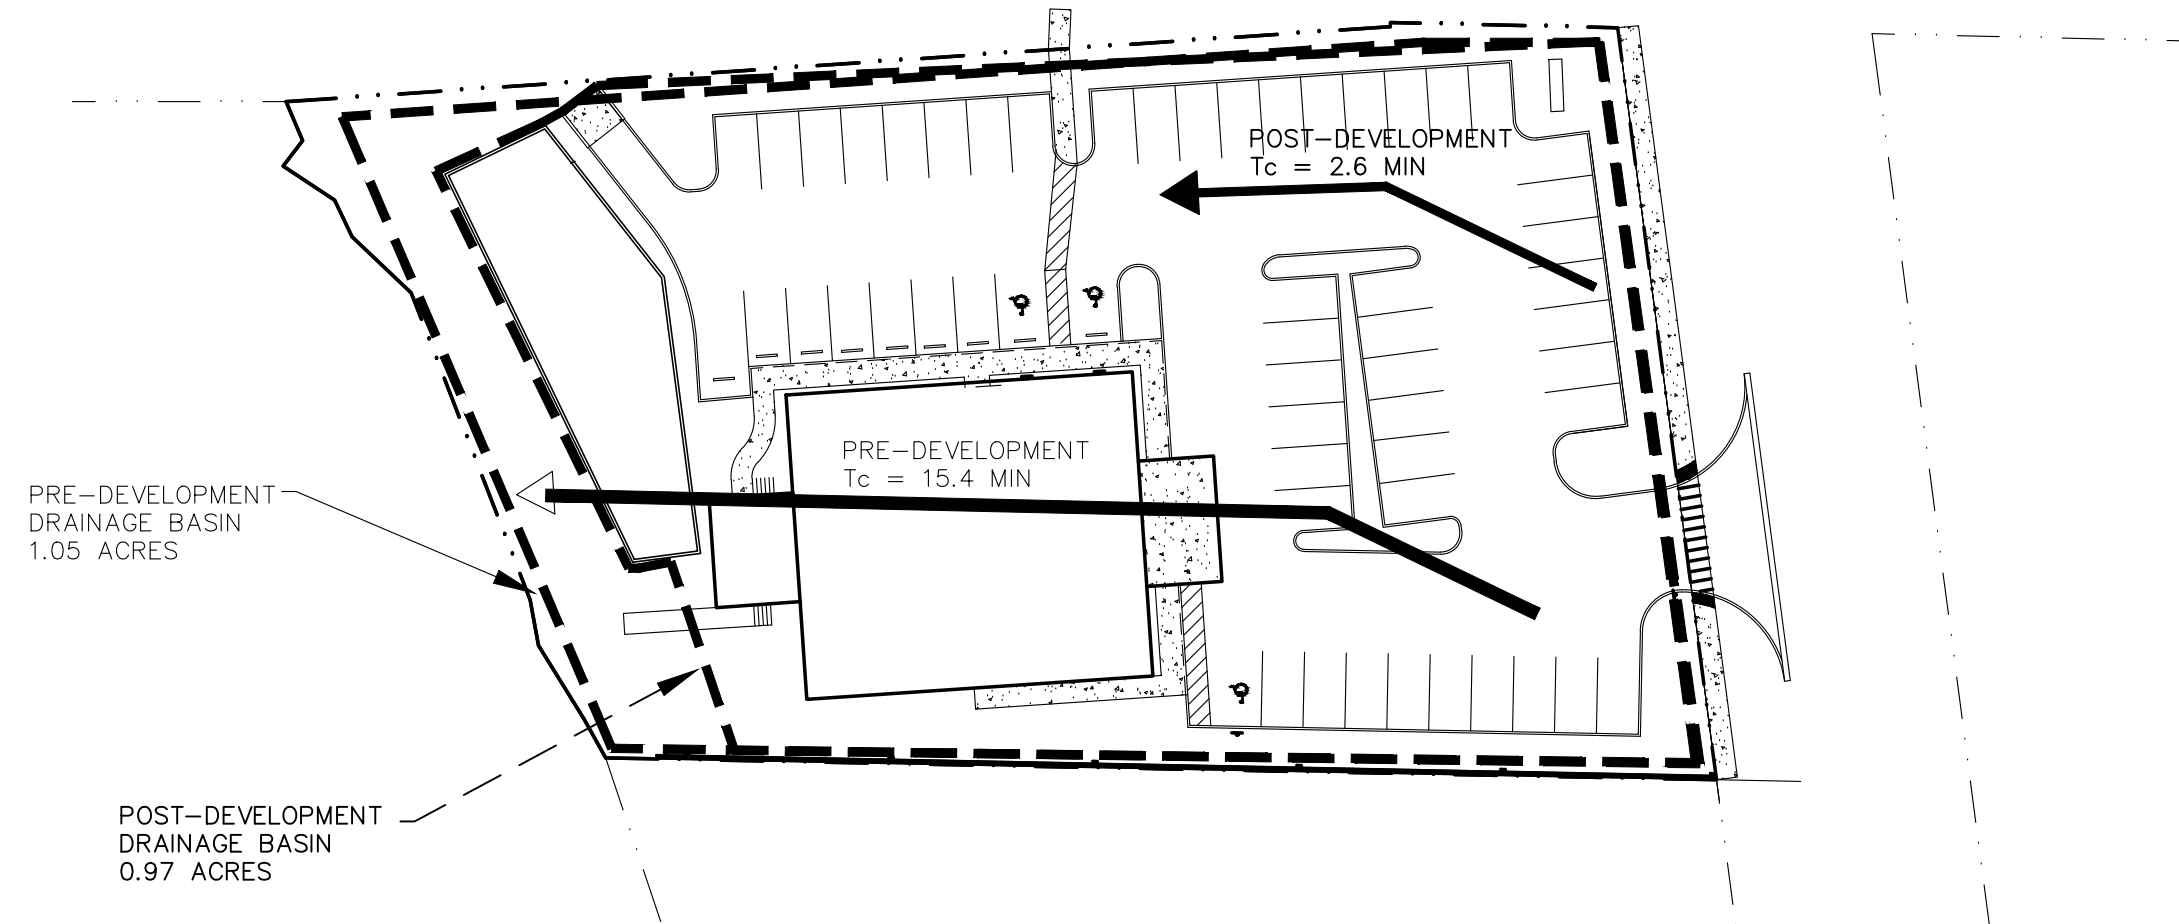 POST-DEVELOPMENT
Tc = 2.6 MIN
PRE-DEVELOPMENT
Tc = 15.4 MIN
PRE-DEVELOPMENT
DRAINAGE BASIN
1.05 ACRES
POST-DEVELOPMENT
DRAINAGE BASIN
0.97 ACRES